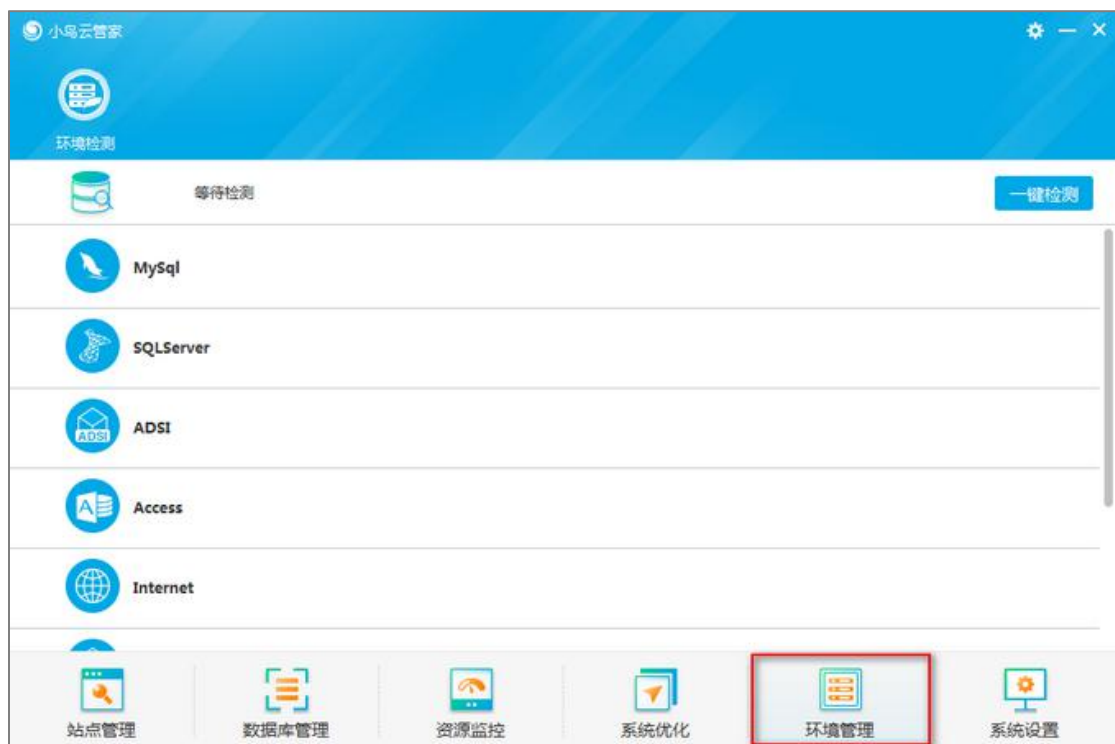 小鸟云管家
环境检测
等待检测
一键检测
MySql
SQLServer
ADSI
ADSI
Access
A
Internet
站点管理
数据库管理
资源监控
系统优化
环境管理
系统设置